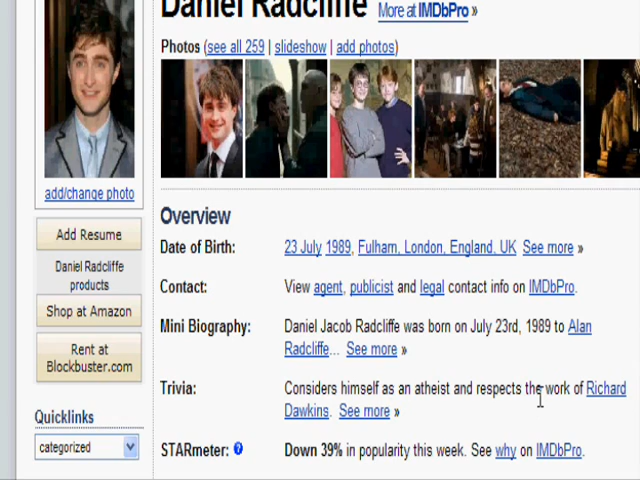 Daniel Radcliffe More at IMDbPro »
Photos (see all 259 | slideshow | add photos)
add/change photo
Add Resume
Daniel Radcliffe
products
Shop at Amazon
Rent at
Blockbuster.com
Quicklinks
categorized
Overview
Date of Birth: 23 July 1989, Fulham, London, England, UK See more »
Contact: View agent, publicist and legal contact info on IMDbPro.
Mini Biography: Daniel Jacob Radcliffe was born on July 23rd, 1989 to Alan
Radcliffe... See more »
Trivia: Considers himself as an atheist and respects the work of Richard
Dawkins. See more »
STARmeter: ? Down 39% in popularity this week. See why on IMDbPro.